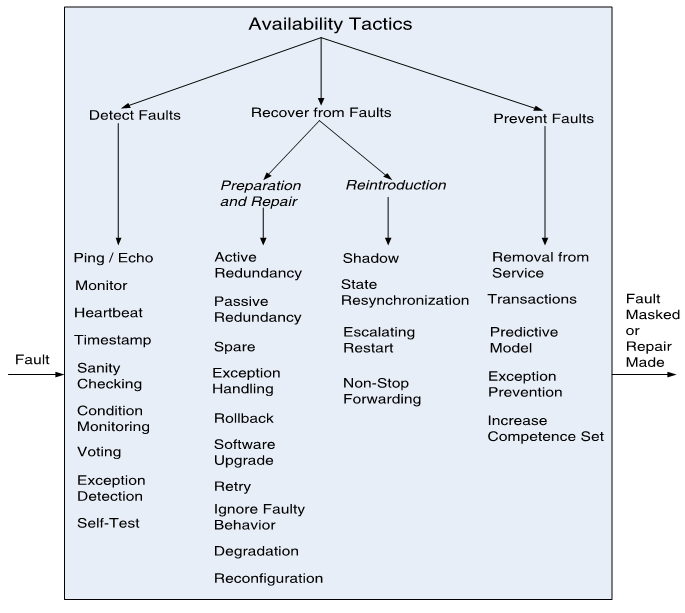 Availability Tactics
Detect Faults
Recover from Faults
Prevent Faults
Preparation
and Repair
Reintroduction
Fault
Ping / Echo
Monitor
Heartbeat
Timestamp
Sanity
Checking
Condition
Monitoring
Voting
Exception
Detection
Self-Test
Active
Redundancy
Passive
Redundancy
Spare
Exception
Handling
Rollback
Software
Upgrade
Retry
Ignore Faulty
Behavior
Degradation
Reconfiguration
Shadow
State
Resynchronization
Escalating
Restart
Non-Stop
Forwarding
Removal from
Service
Transactions
Predictive
Model
Exception
Prevention
Increase
Competence Set
Fault
Masked
or
Repair
Made